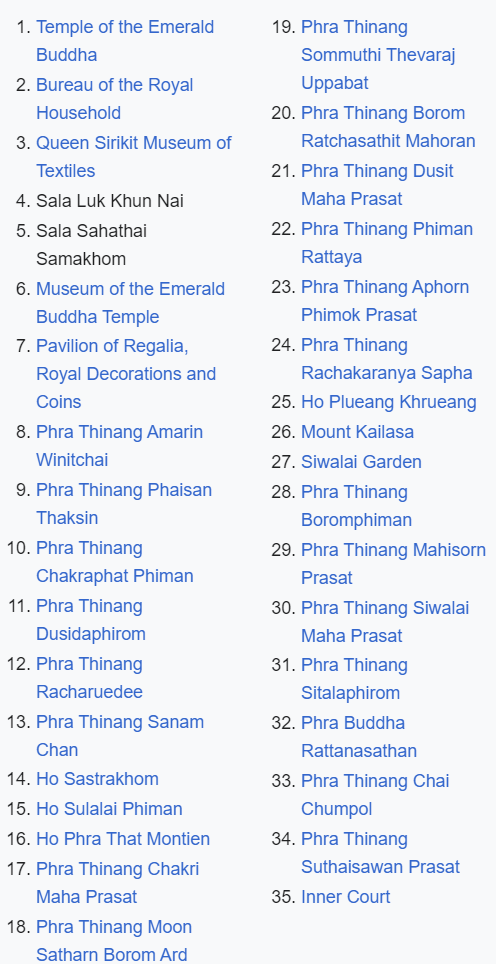 1. Temple of the Emerald
Buddha
2. Bureau of the Royal
Household
3. Queen Sirikit Museum of
Textiles
4. Sala Luk Khun Nai
5. Sala Sahathai
Samakhom
6. Museum of the Emerald
Buddha Temple
7. Pavilion of Regalia,
Royal Decorations and
Coins
8. Phra Thinang Amarin
Winitchai
9. Phra Thinang Phaisan
Thaksin
10. Phra Thinang
Chakraphat Phiman
11. Phra Thinang
Dusidaphirom
12. Phra Thinang
Racharuedee
13. Phra Thinang Sanam
Chan
14. Ho Sastrakhom
15. Ho Sulalai Phiman
16. Ho Phra That Montien
17. Phra Thinang Chakri
Maha Prasat
18. Phra Thinang Moon
Satharn Borom Ard
19. Phra Thinang
Sommuthi Thevaraj
Uppabat
20. Phra Thinang Borom
Ratchasathit Mahoran
21. Phra Thinang Dusit
Maha Prasat
22. Phra Thinang Phiman
Rattaya
23. Phra Thinang Aphorn
Phimok Prasat
24. Phra Thinang
Rachakaranya Sapha
25. Ho Plueang Khrueang
26. Mount Kailasa
27. Siwalai Garden
28. Phra Thinang
Boromphiman
29. Phra Thinang Mahisorn
Prasat
30. Phra Thinang Siwalai
Maha Prasat
31. Phra Thinang
Sitalaphirom
32. Phra Buddha
Rattanasathan
33. Phra Thinang Chai
Chumpol
34. Phra Thinang
Suthaisawan Prasat
35. Inner Court